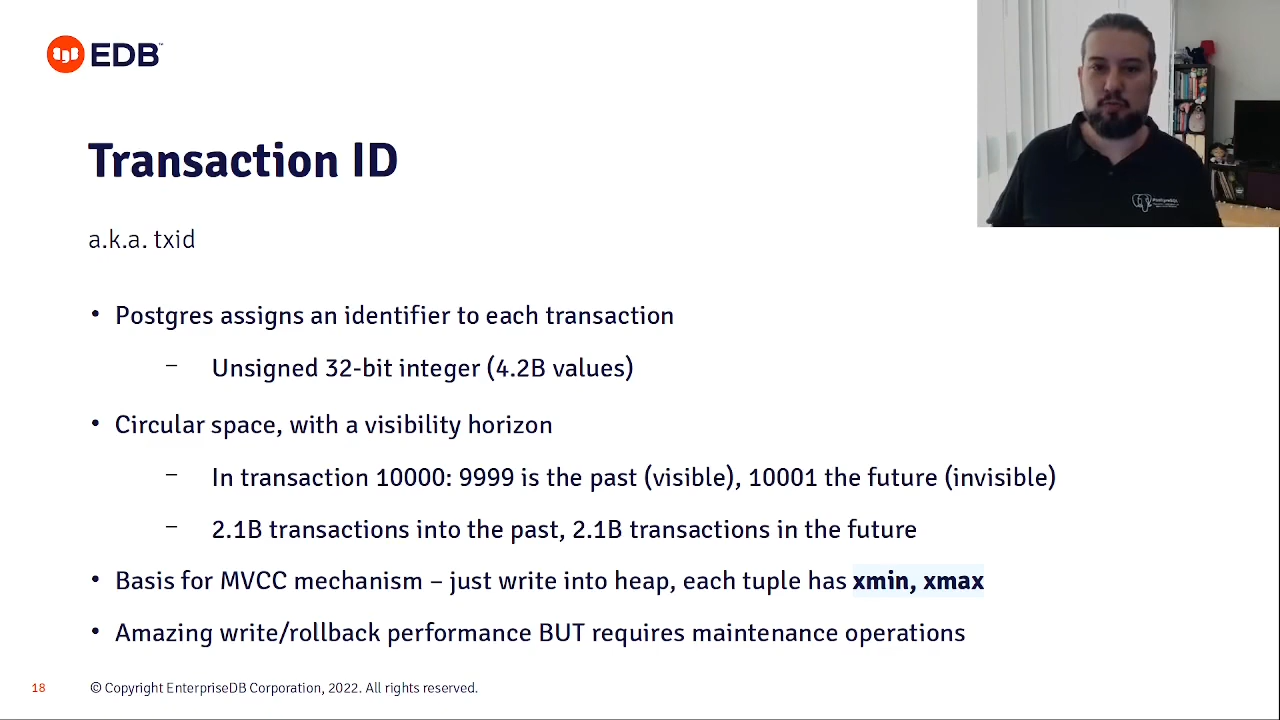 EDB
Transaction ID
a.k.a. txid
• Postgres assigns an identifier to each transaction
– Unsigned 32-bit integer (4.2B values)
• Circular space, with a visibility horizon
– In transaction 10000: 9999 is the past (visible), 10001 the future (invisible)
– 2.1B transactions into the past, 2.1B transactions in the future
• Basis for MVCC mechanism – just write into heap, each tuple has xmin, xmax
• Amazing write/rollback performance BUT requires maintenance operations
18 © Copyright EnterpriseDB Corporation, 2022. All rights reserved.
PostgreSQL